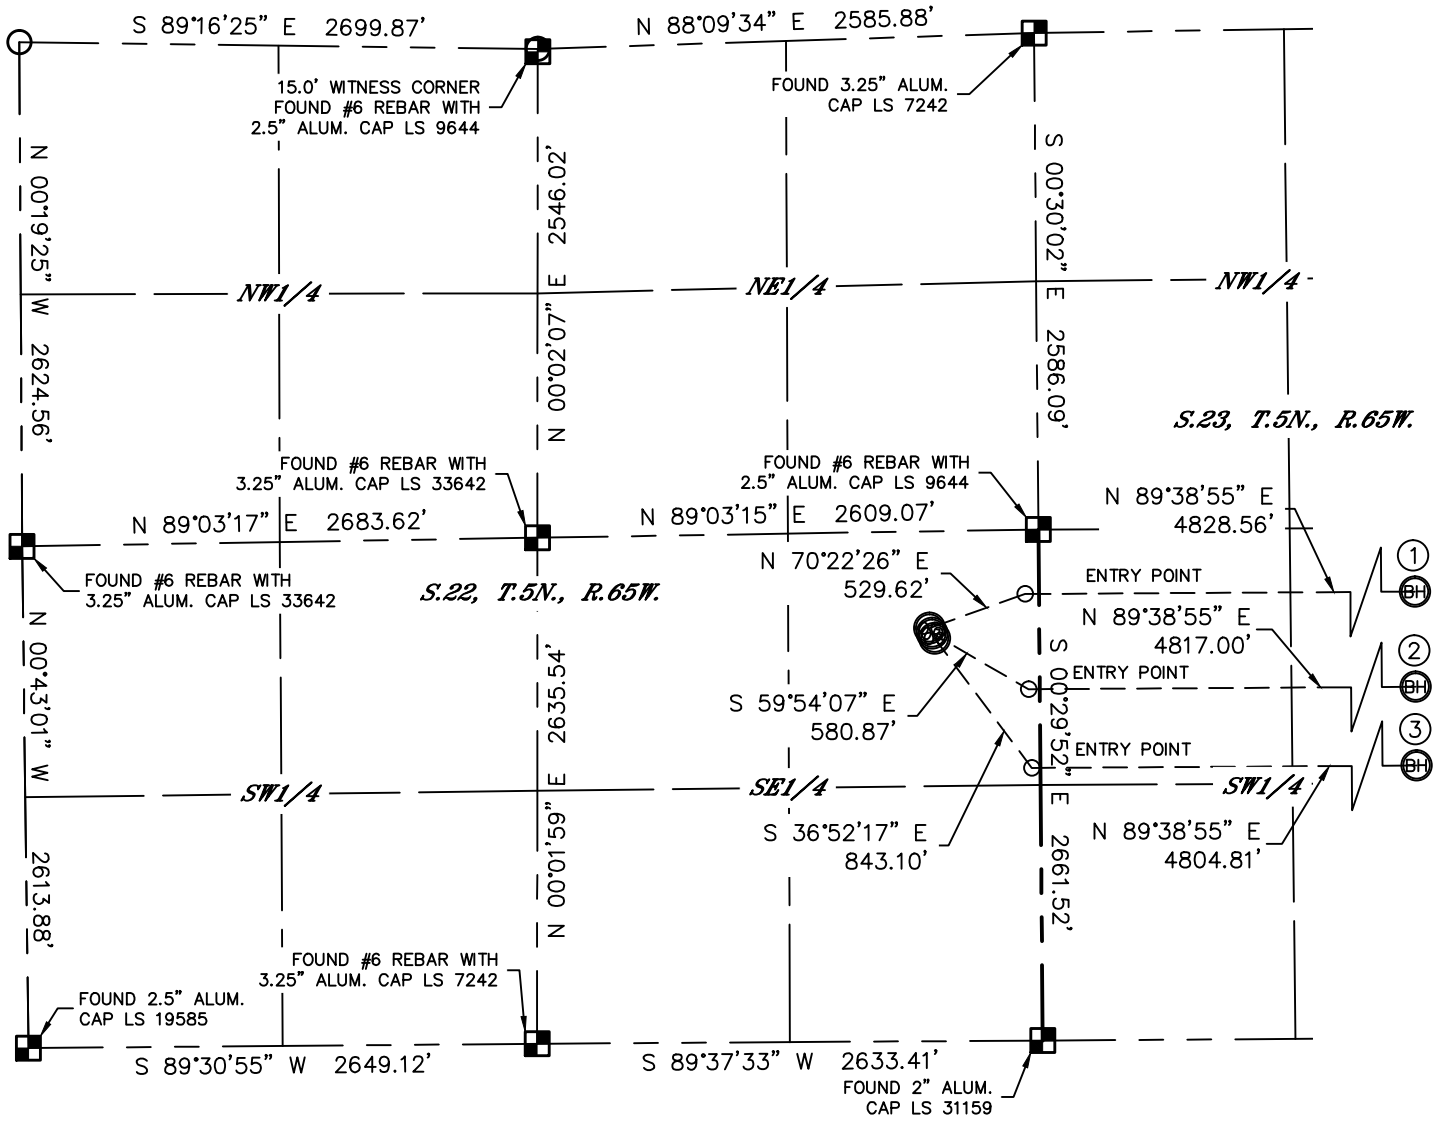 S 89°16'25" E 2699.87'
N 88°09'34" E 2585.88'
15.0' WITNESS CORNER
FOUND #6 REBAR WITH
2.5" ALUM. CAP LS 9644
FOUND 3.25" ALUM.
CAP LS 7242
N 00°19'25" W 2624.56'
N 00°02'07" E 2546.02'
S 00°30'02" E 2586.09'
NW1/4
NE1/4
NW1/4
S.23, T.5N., R.65W.
FOUND #6 REBAR WITH
3.25" ALUM. CAP LS 33642
FOUND #6 REBAR WITH
2.5" ALUM. CAP LS 9644
N 89°38'55" E
4828.56'
N 89°03'17" E 2683.62'
N 89°03'15" E 2609.07'
FOUND #6 REBAR WITH
3.25" ALUM. CAP LS 33642
S.22, T.5N., R.65W.
N 70°22'26" E
529.62'
ENTRY POINT
1
BH
N 89°38'55" E
4817.00'
N 00°43'01" W 2613.88'
N 00°01'59" E 2635.54'
S 00°29'52" E 2661.52'
ENTRY POINT
2
BH
S 59°54'07" E
580.87'
ENTRY POINT
3
BH
SW1/4
SE1/4
SW1/4
S 36°52'17" E
843.10'
N 89°38'55" E
4804.81'
FOUND #6 REBAR WITH
3.25" ALUM. CAP LS 7242
FOUND 2.5" ALUM.
CAP LS 19585
S 89°30'55" W 2649.12'
S 89°37'33" W 2633.41'
FOUND 2" ALUM.
CAP LS 31159